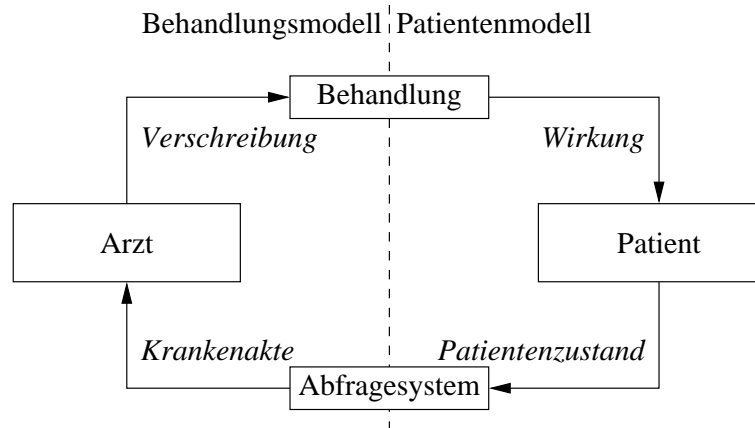 Behandlungsmodell Patientenmodell
Behandlung
Verschreibung Wirkung
Arzt Patient
Krankenakte Patientenzustand
Abfragesystem